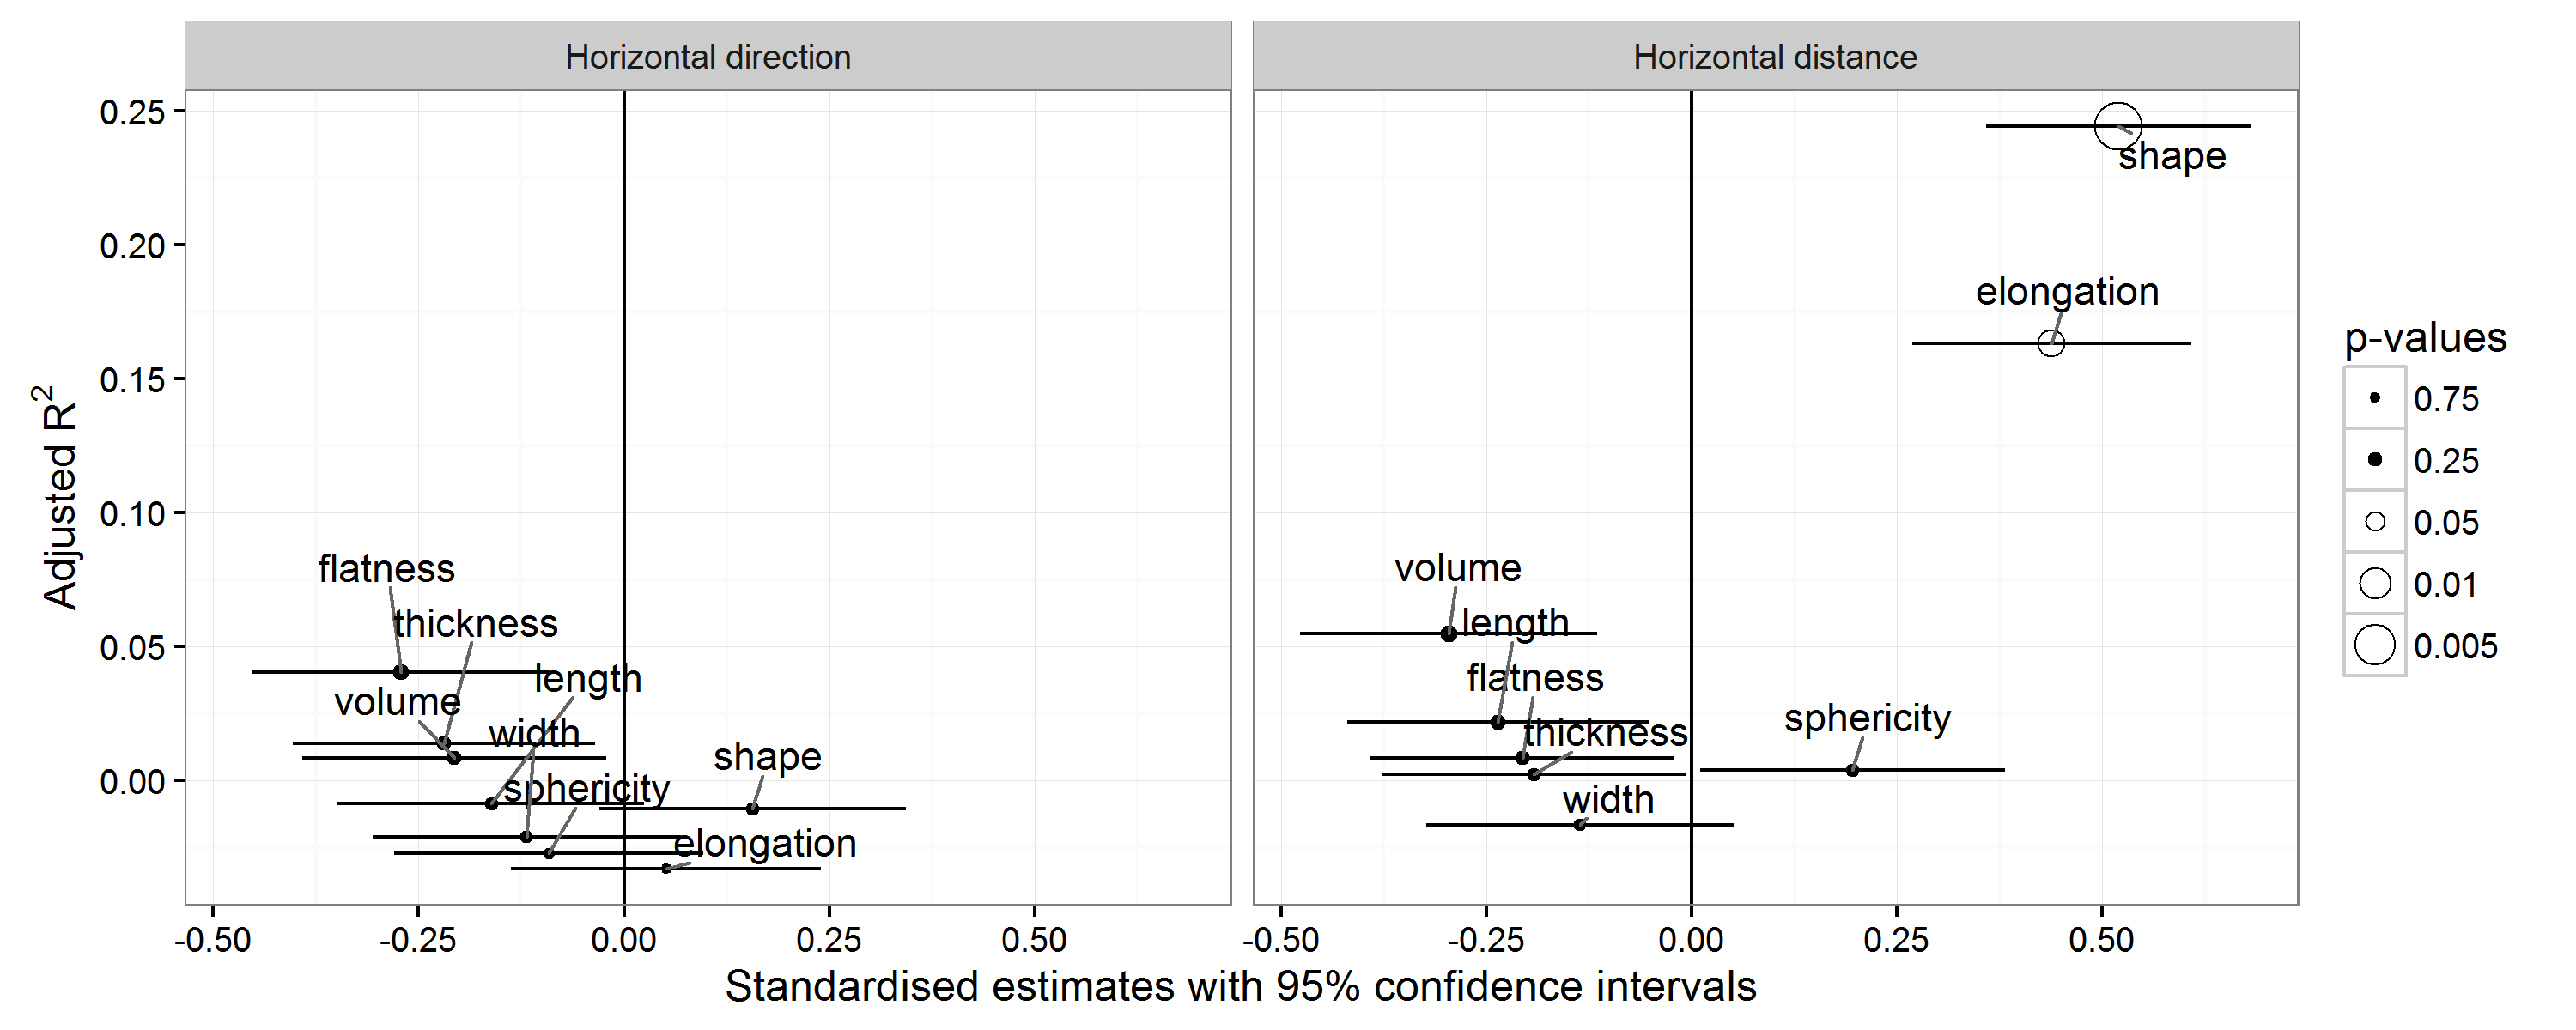 Horizontal direction
Horizontal distance
Adjusted R²
0.25
0.20
0.15
0.10
0.05
0.00
flatness
thickness
length
volume
width
shape
sphericity
elongation
shape
elongation
volume
length
flatness
thickness
sphericity
width
-0.50
-0.25
0.00
0.25
0.50
-0.50
-0.25
0.00
0.25
0.50
Standardised estimates with 95% confidence intervals
p-values
0.75
0.25
0.05
0.01
0.005